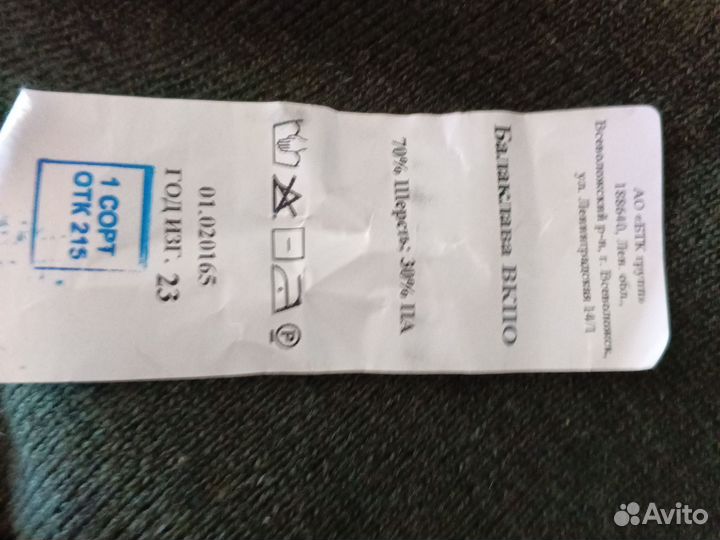 АО «БТК групп»
188640, Лен. обл.,
Всеволожский р-н, г. Всеволожск,
ул. Ленинградская 14/1
Балаклава ВКПО
70% Шерсть; 30% ПА
P
01.020165
ГОД ИЗГ. 23
1 СОРТ
ОТК 215
Avito